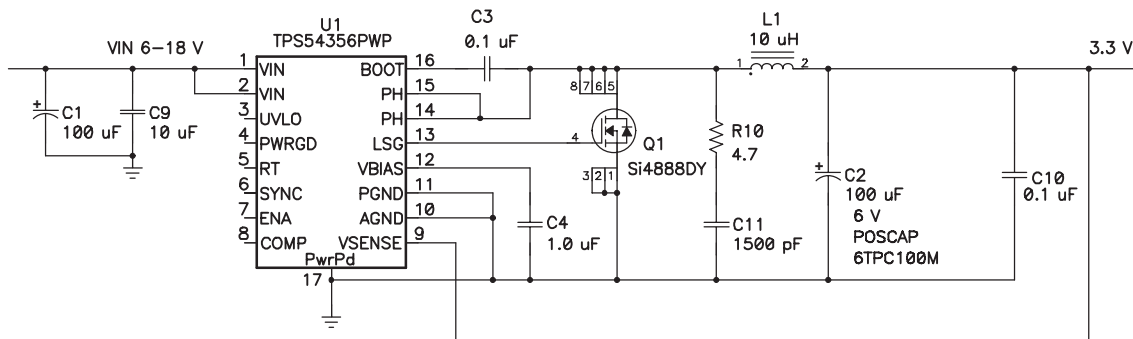 U1
TPS54356PWP
VIN 6-18 V
C3
0.1 uF
L1
10 uH
3.3 V
1 VIN BOOT 16
2 VIN PH 15
3 UVLO PH 14
4 PWRGD LSG 13
5 RT VBIAS 12
6 SYNC PGND 11
7 ENA AGND 10
8 COMP VSENSE 9
PwrPd
17
C1
100 uF
C9
10 uF
C4
1.0 uF
8 7 6 5
4
3 2 1
Q1
Si4888DY
1 2
R10
4.7
C11
1500 pF
C2
100 uF
6 V
POSCAP
6TPC100M
C10
0.1 uF